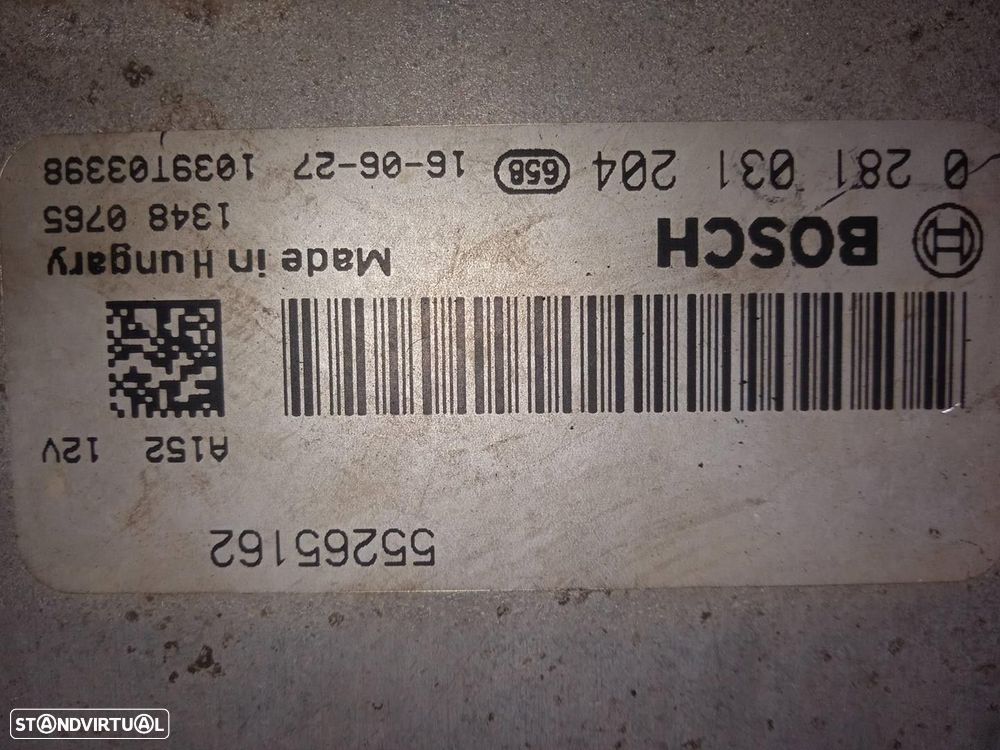 55265162
A152 12V
Made in Hungary
BOSCH
1348 0765
0 281 031 204 658 16-06-27 1039T03398
STANDVIRTUAL